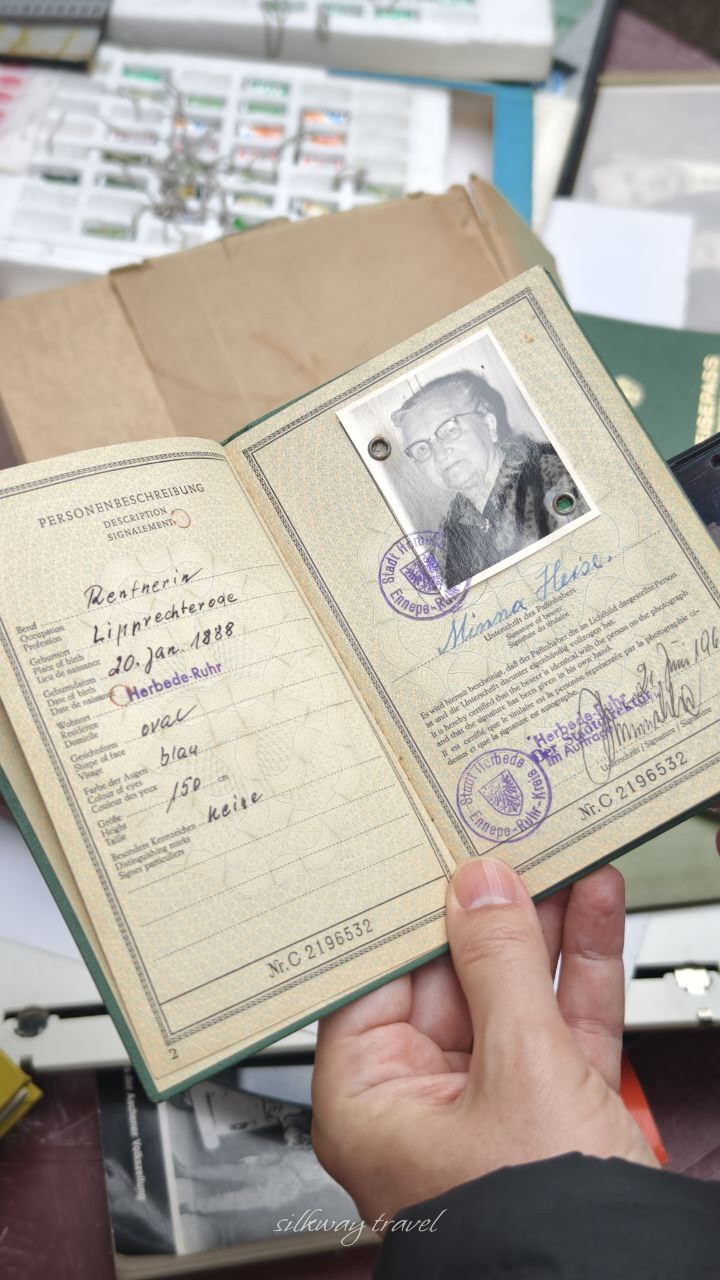 PERSONENBESCHREIBUNG
DESCRIPTION
SIGNALEMENT
Beruf
Occupation
Profession
Rentnerin
Geburtsort
Place of birth
Lieu de naissance
Lipprechterode
Geburtsdatum
Date of birth
Date de naissance
20. Jan. 1888
Wohnort
Residence
Domicile
Herbede-Ruhr
Gesichtsform
Shape of face
Visage
oval
Farbe der Augen
Colour of eyes
Couleur des yeux
blau
Größe
Height
Taille
150 cm
Besondere Kennzeichen
Distinguishing marks
Signes particuliers
keine
Nr. C 2196532
2
Stadt Herbede
Ennepe-Ruhr
Minna Heise.
Unterschrift des Paßinhabers
Signature of bearer
Signature du titulaire
Es wird hiermit bescheinigt, daß der Paßinhaber die im Lichtbild dargestellte Person
ist und die Unterschrift darunter eigenhändig vollzogen hat.
It is hereby certified that the bearer is identical with the person on the photograph
and that the signature has been given in his own hand.
Il est certifié que le titulaire est la personne représentée par la photographie ci-
dessus et que la signature est autographe.
Juni 196
Herbede-Ruhr
Der Stadtdirektor
Im Auftrage
Unterschrift / Signature / Signature
Stadt Herbede
Ennepe-Ruhr-Kreis
Nr. C 2196532
SEPASS
der Aachener Volkszeitung
silkway travel